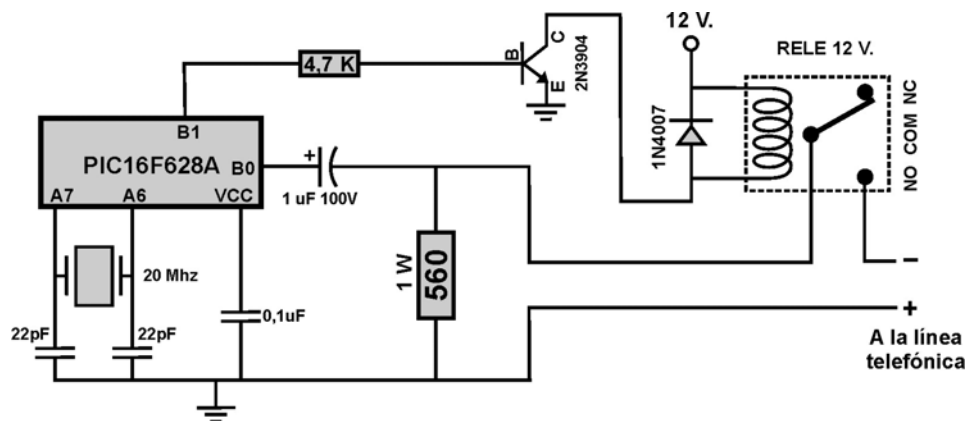 12 V.
RELE 12 V.
4,7 K
B
C
E
2N3904
1N4007
NO COM NC
B1
PIC16F628A
B0
A7
A6
VCC
+
1 uF 100V
20 Mhz
1 W
560
22pF
22pF
0,1uF
−
+
A la línea
telefónica